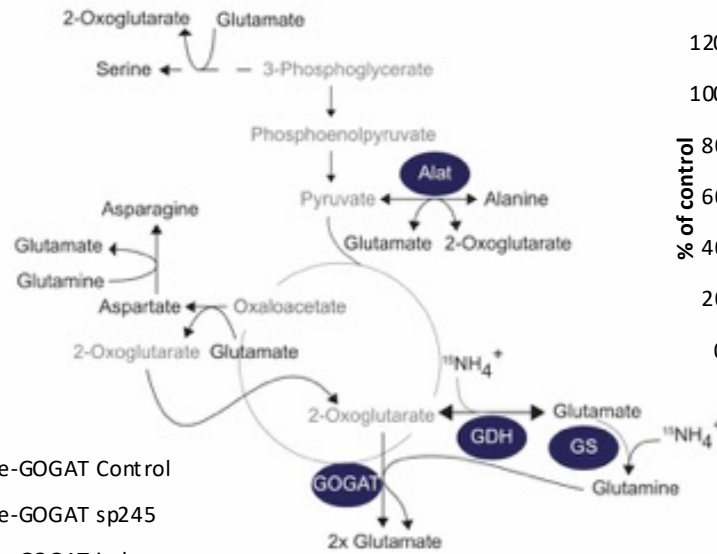 2-Oxoglutarate Glutamate
Serine 3-Phosphoglycerate
Phosphoenolpyruvate
Alat
Pyruvate Alanine
Glutamate 2-Oxoglutarate
Asparagine
Glutamate
Glutamine
Aspartate Oxaloacetate
2-Oxoglutarate Glutamate
¹⁵NH₄⁺
2-Oxoglutarate Glutamate
GDH GS
¹⁵NH₄⁺
Glutamine
GOGAT
2x Glutamate
e-GOGAT Control
e-GOGAT sp245
% of control